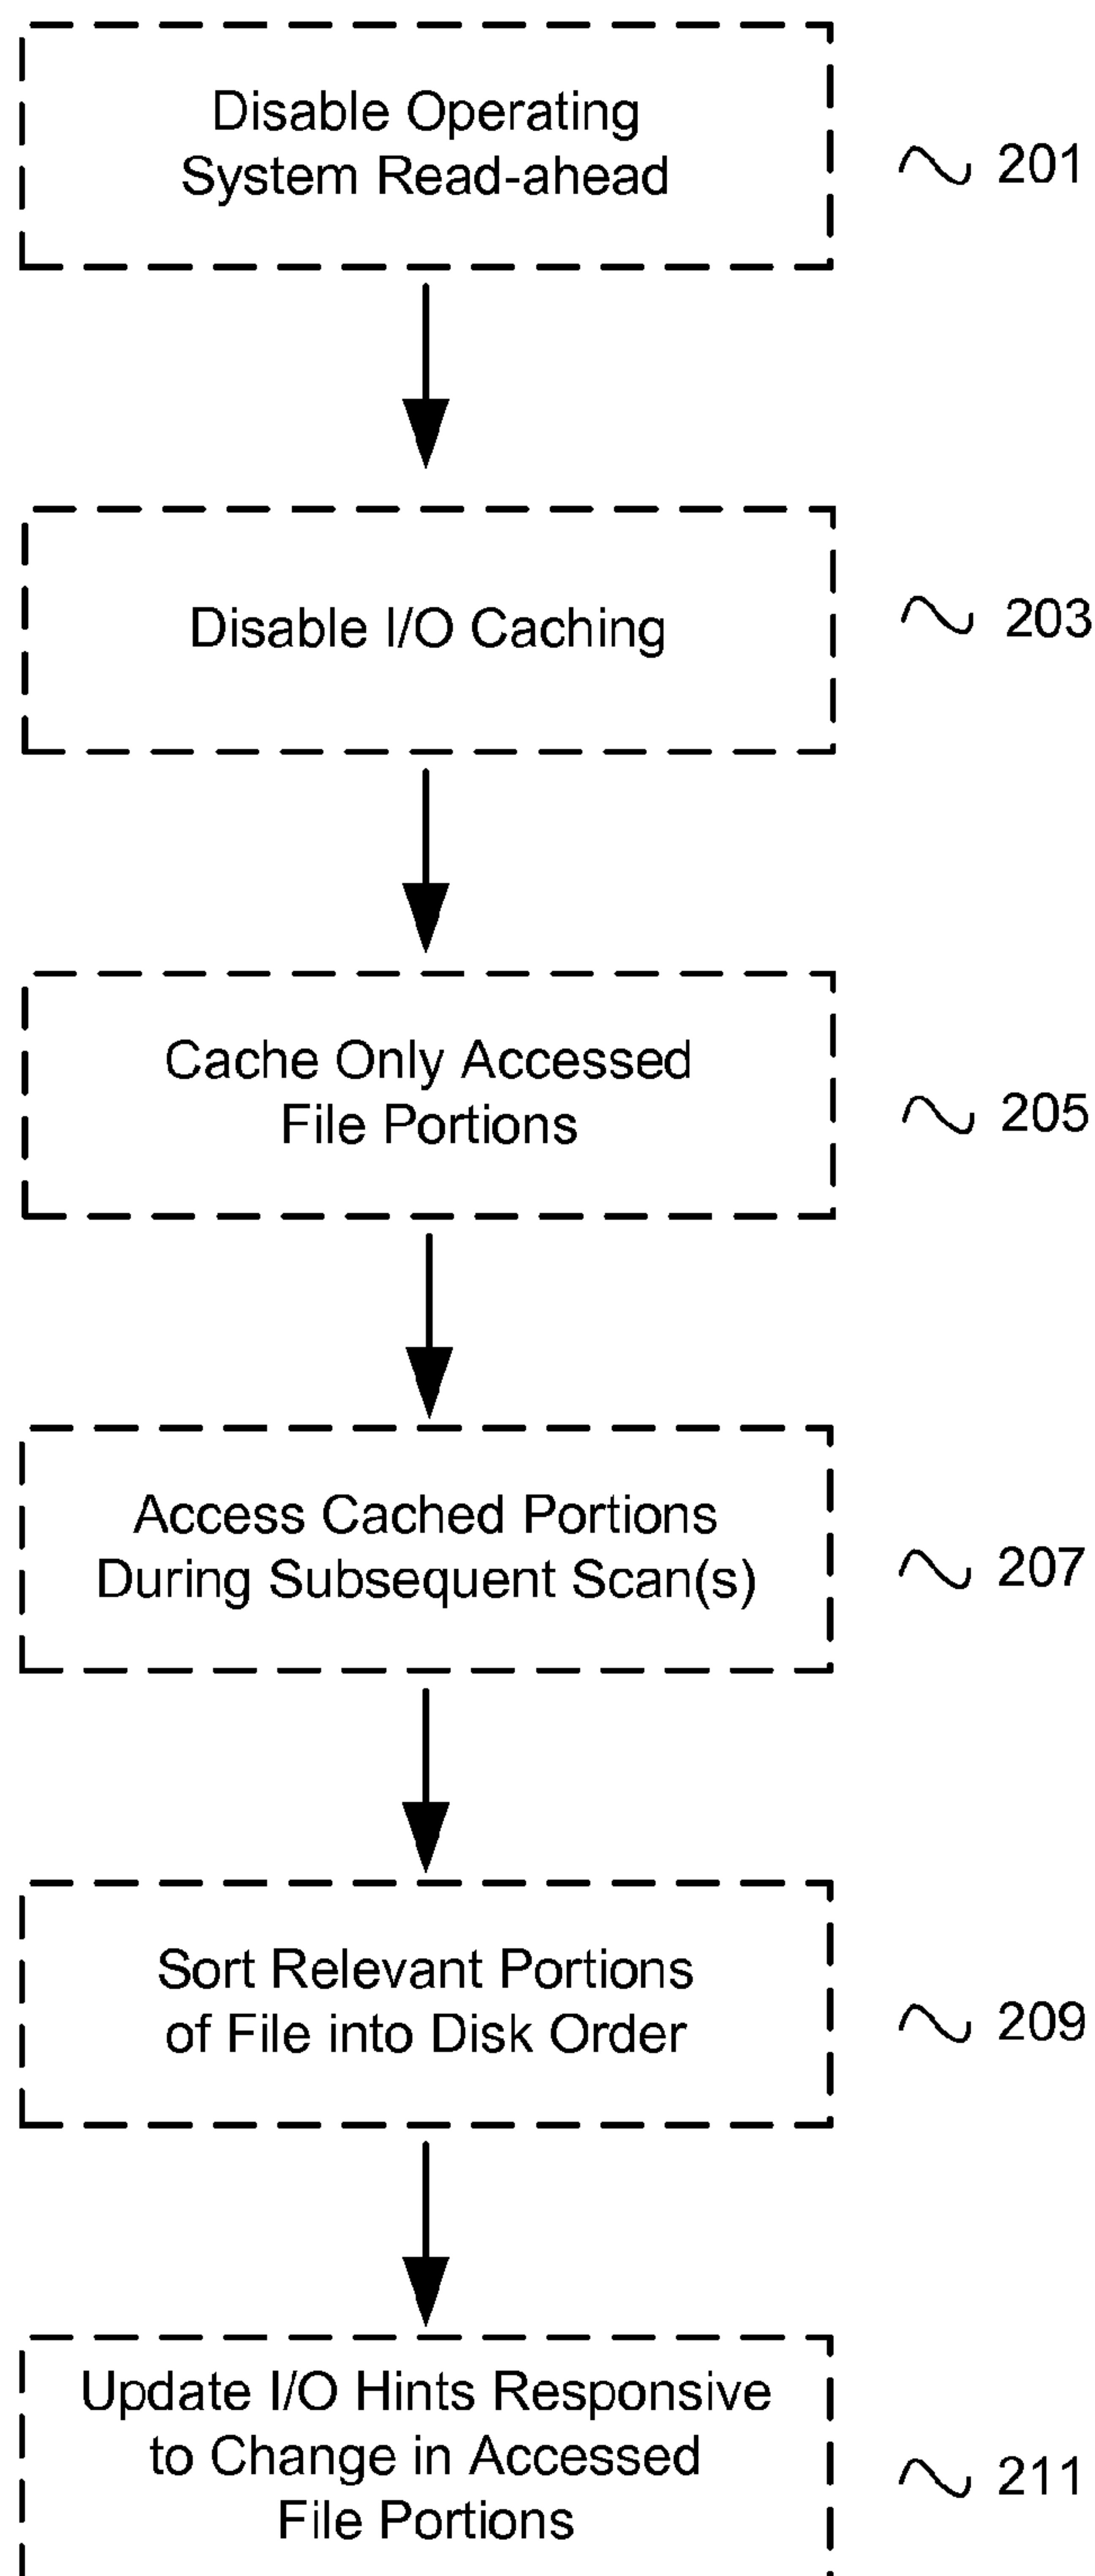 Disable Operating
System Read-ahead
201
Disable I/O Caching
203
Cache Only Accessed
File Portions
205
Access Cached Portions
During Subsequent Scan(s)
207
Sort Relevant Portions
of File into Disk Order
209
Update I/O Hints Responsive
to Change in Accessed
File Portions
211